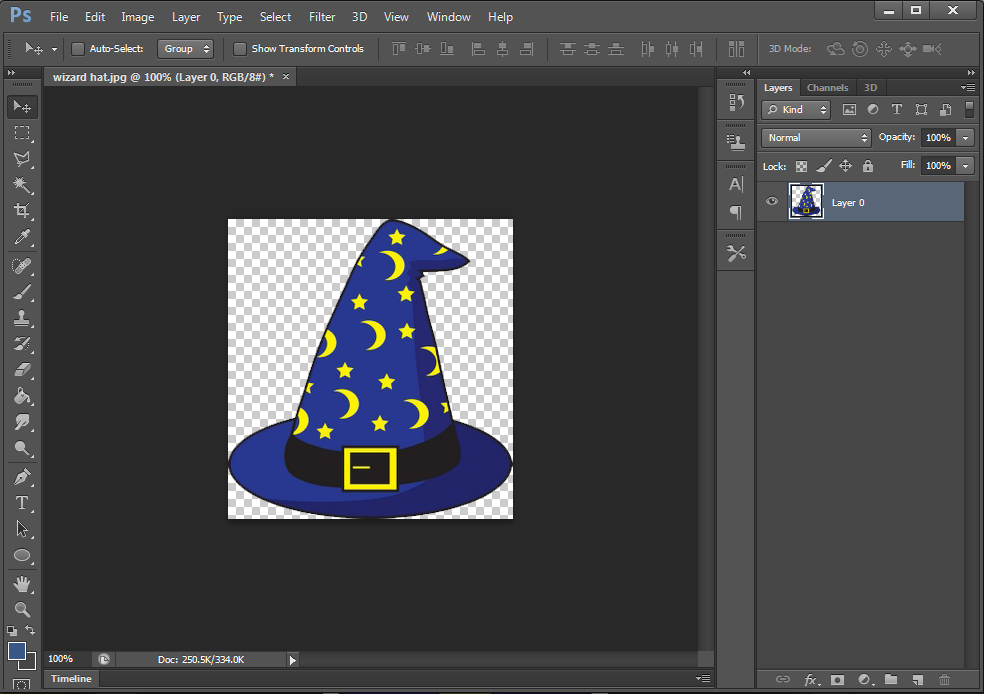 Ps File Edit Image Layer Type Select Filter 3D View Window Help
Auto-Select: Group Show Transform Controls 3D Mode:
wizard hat.jpg @ 100% (Layer 0, RGB/8#) * ×
Layers Channels 3D
Kind T
Normal Opacity: 100%
Lock: Fill: 100%
A
Layer 0
T
100% Doc: 250.5K/334.0K
Timeline
fx